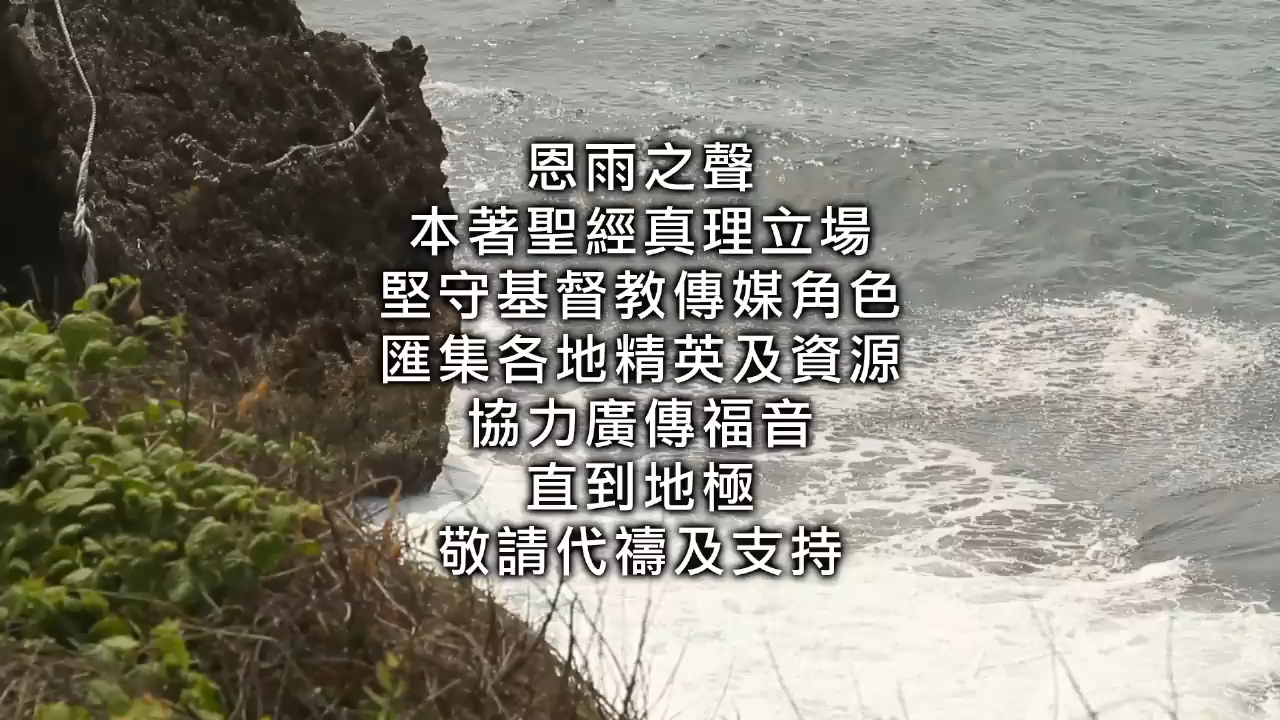 恩雨之聲
本著聖經真理立場
堅守基督教傳媒角色
匯集各地精英及資源
協力廣傳福音
直到地極
敬請代禱及支持